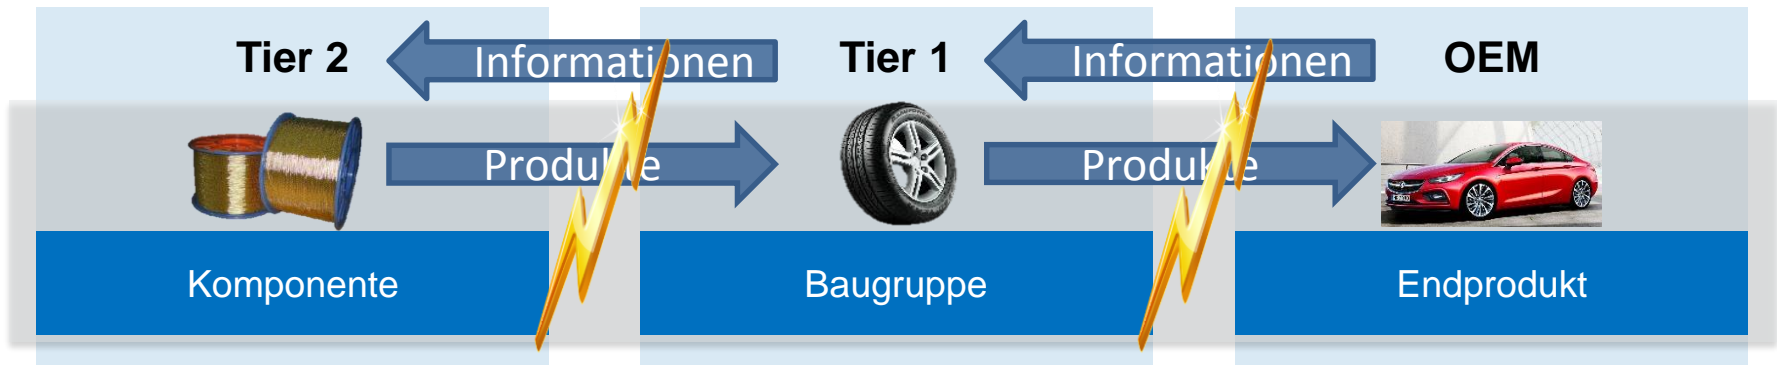 Tier 2
Informationen
Tier 1
Informationen
OEM
Produkte
Produkte
Komponente
Baugruppe
Endprodukt